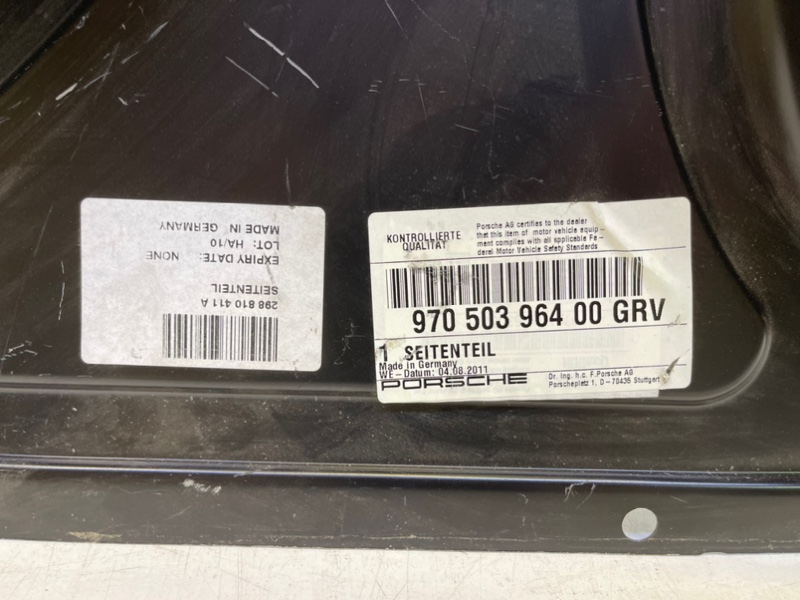 298 810 411 A
SEITENTEIL
EXPIRY DATE: NONE
LOT: HA/10
MADE IN GERMANY
KONTROLLIERTE
QUALITÄT
Porsche AG certifies to the dealer
that this item of motor vehicle equip-
ment complies with all applicable Fe-
deral Motor Vehicle Safety Standards
970 503 964 00 GRV
1 SEITENTEIL
Made in Germany
WE-Datum: 04.08.2011
PORSCHE
Dr. Ing. h.c. F.Porsche AG
Porscheplatz 1, D-70435 Stuttgart